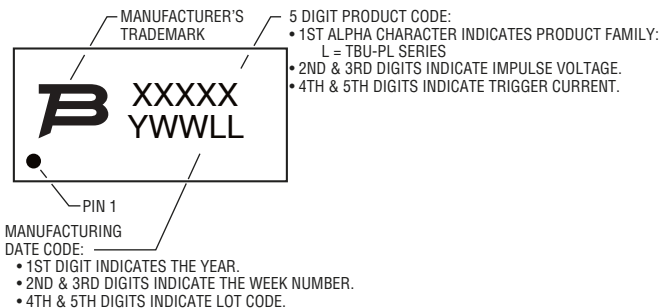 MANUFACTURER'S
TRADEMARK
5 DIGIT PRODUCT CODE:
• 1ST ALPHA CHARACTER INDICATES PRODUCT FAMILY:
L = TBU-PL SERIES
• 2ND & 3RD DIGITS INDICATE IMPULSE VOLTAGE.
• 4TH & 5TH DIGITS INDICATE TRIGGER CURRENT.
XXXXX
YWWLL
PIN 1
MANUFACTURING
DATE CODE:
• 1ST DIGIT INDICATES THE YEAR.
• 2ND & 3RD DIGITS INDICATE THE WEEK NUMBER.
• 4TH & 5TH DIGITS INDICATE LOT CODE.